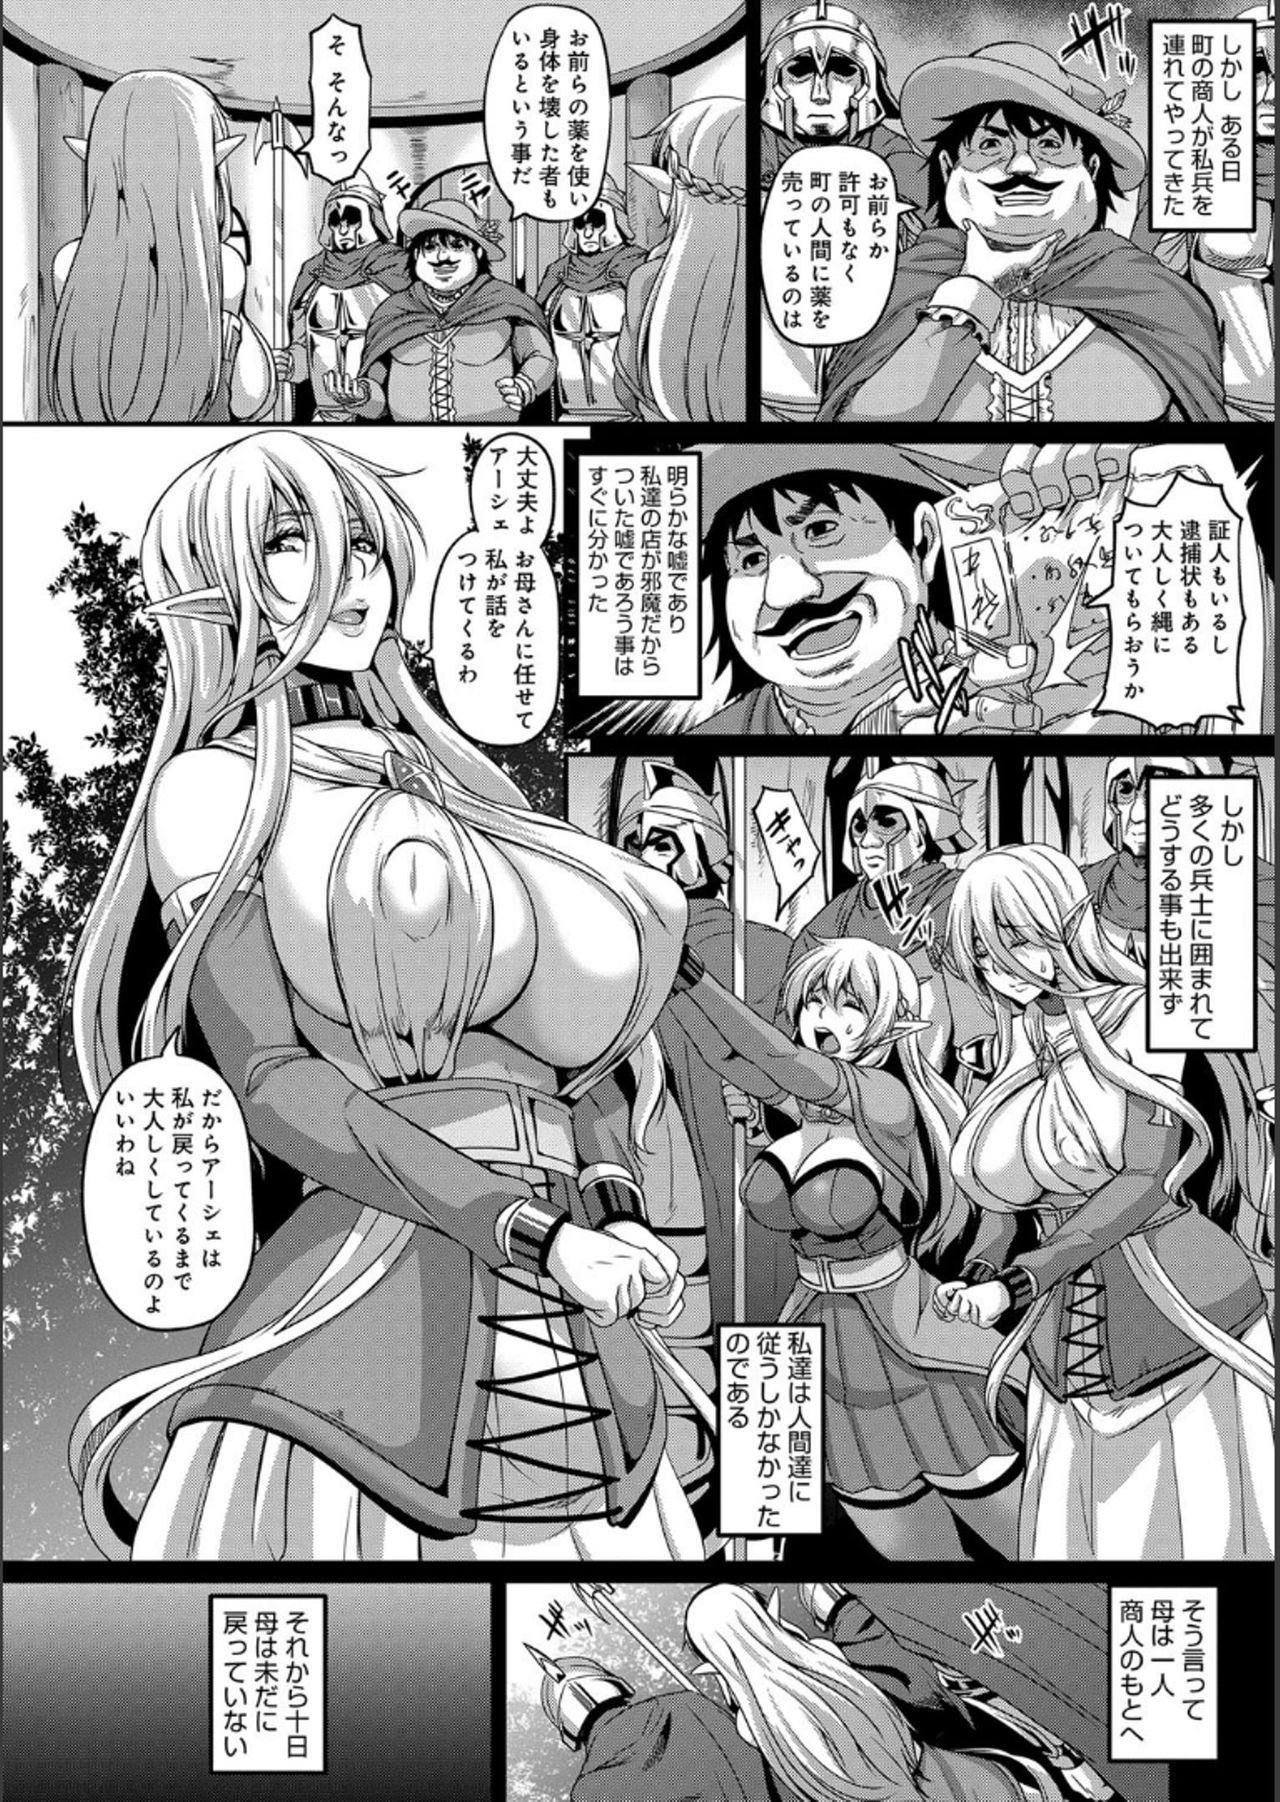 しかし ある日
町の商人が私兵を
連れてやってきた
ザッ
お前らか
許可もなく
町の人間に薬を
売っているのは
お前らの薬を使い
身体を壊した者も
いるという事だ
そ そんなっ
証人もいるし
逮捕状もある
大人しく縄に
ついてもらおうか
明らかな嘘であり
私達の店が邪魔だから
ついた嘘であろう事は
すぐに分かった
しかし
多くの兵士に囲まれて
どうする事も出来ず
キャッ
私達は人間達に
従うしかなかった
のである
大丈夫よ お母さんに任せて
アーシェ 私が話を
つけてくるわ
だからアーシェは
私が戻ってくるまで
大人しくしているのよ
いいわね
そう言って
母は一人
商人のもとへ
それから十日
母は未だに
戻っていない